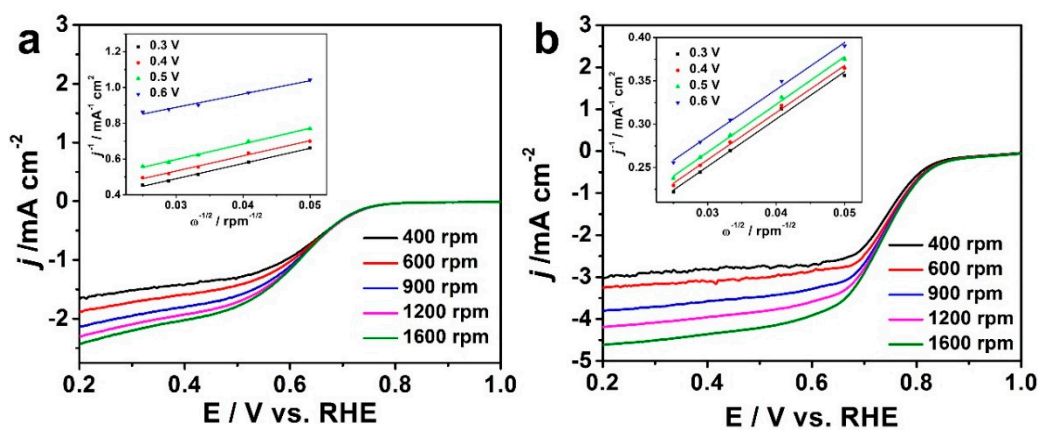 a
3
2
1
0
-1
-2
j /mA cm-2
0.2 0.4 0.6 0.8 1.0
E / V vs. RHE
1.2
1.0
0.8
0.6
0.4
j-1 / mA-1 cm2
0.03 0.04 0.05
ω-1/2 / rpm-1/2
0.3 V
0.4 V
0.5 V
0.6 V
400 rpm
600 rpm
900 rpm
1200 rpm
1600 rpm
b
3
2
1
0
-1
-2
-3
-4
-5
j /mA cm-2
0.2 0.4 0.6 0.8 1.0
E / V vs. RHE
0.40
0.35
0.30
0.25
j-1 / mA-1 cm2
0.03 0.04 0.05
ω-1/2 / rpm-1/2
0.3 V
0.4 V
0.5 V
0.6 V
400 rpm
600 rpm
900 rpm
1200 rpm
1600 rpm